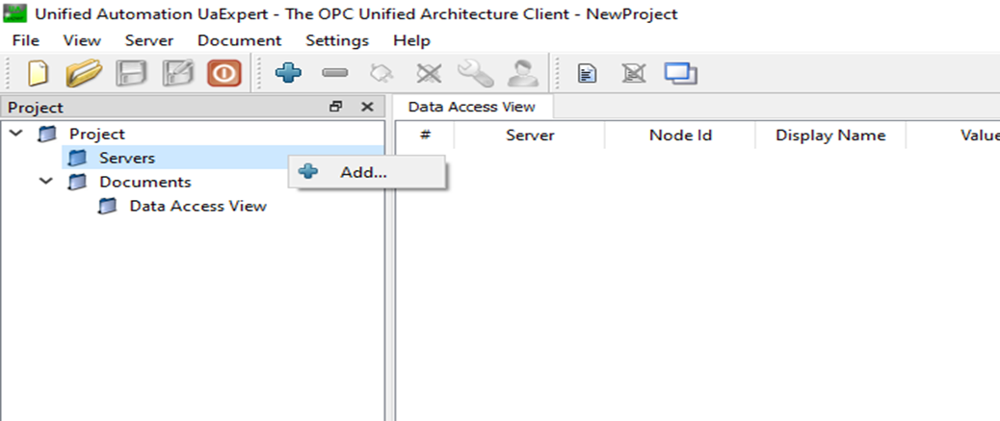 Unified Automation UaExpert - The OPC Unified Architecture Client - NewProject
File View Server Document Settings Help
Project
Data Access View
Project
# Server Node Id Display Name Value
Servers
Add...
Documents
Data Access View